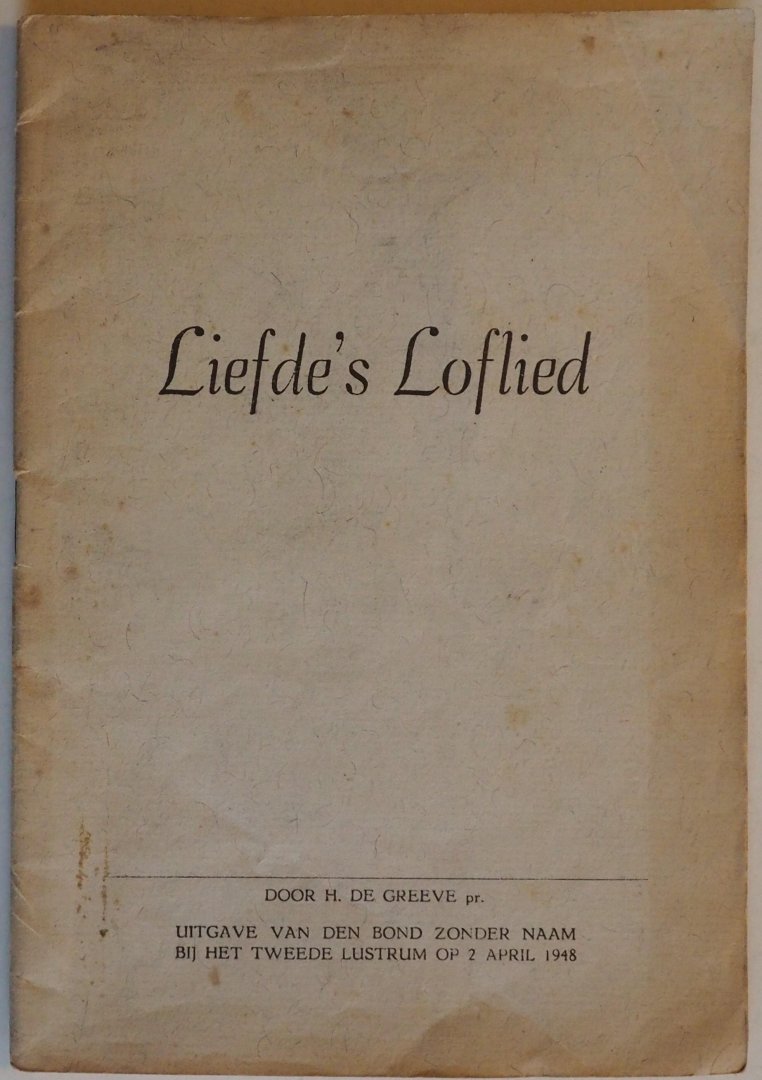 Liefde's Loflied
DOOR H. DE GREEVE pr.
UITGAVE VAN DEN BOND ZONDER NAAM
BIJ HET TWEEDE LUSTRUM OP 2 APRIL 1948